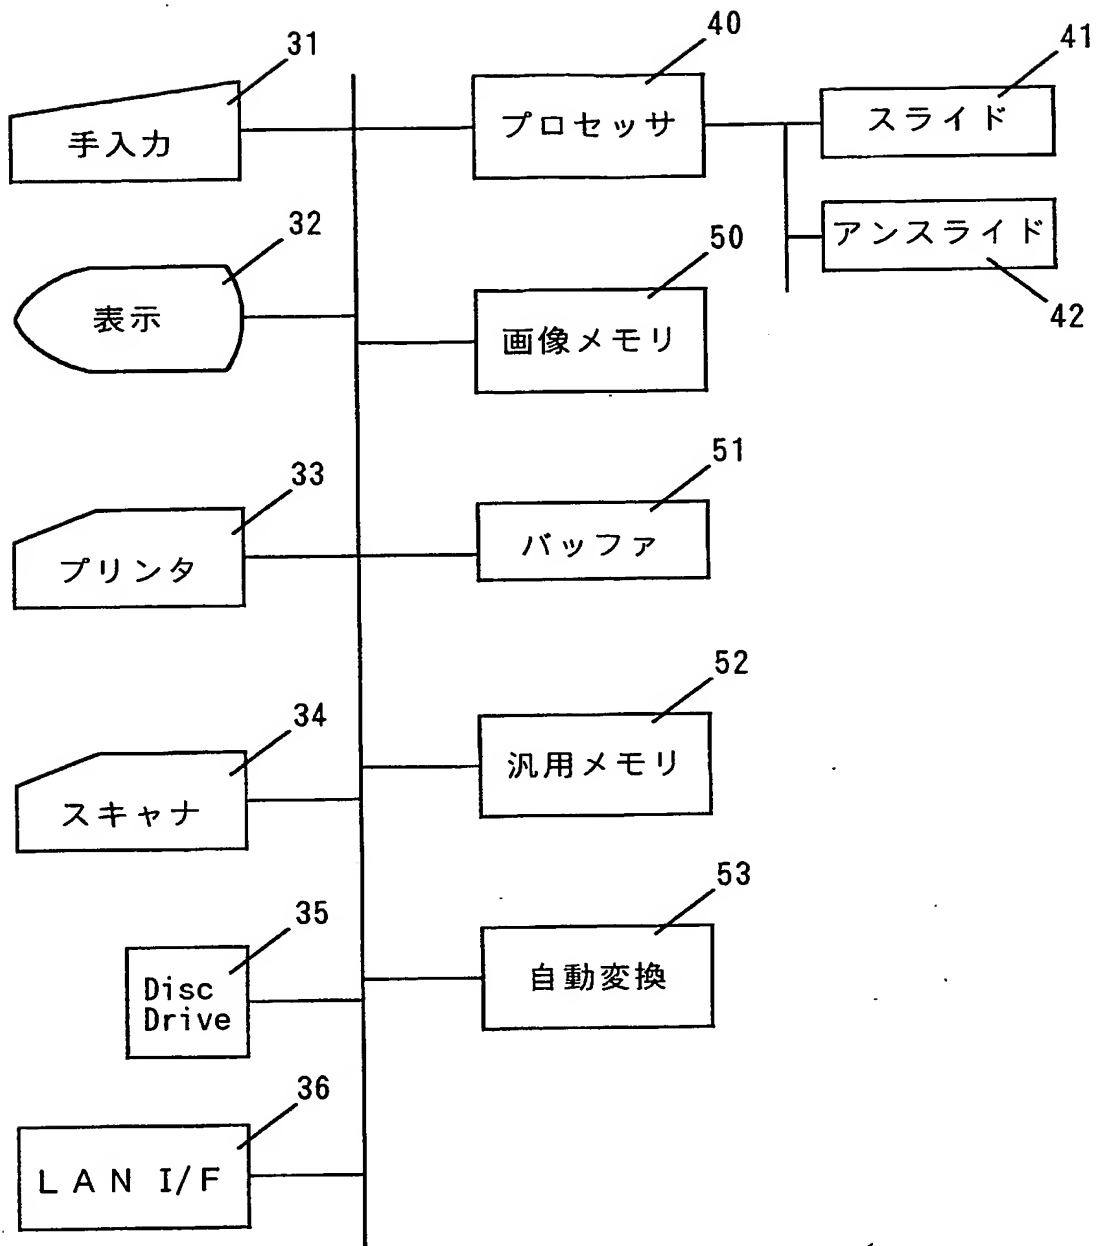 31
手入力
40
プロセッサ
41
スライド
アンスライド
42
32
表示
50
画像メモリ
33
プリンタ
51
バッファ
34
スキャナ
52
汎用メモリ
35
Disc
Drive
53
自動変換
36
LAN I/F